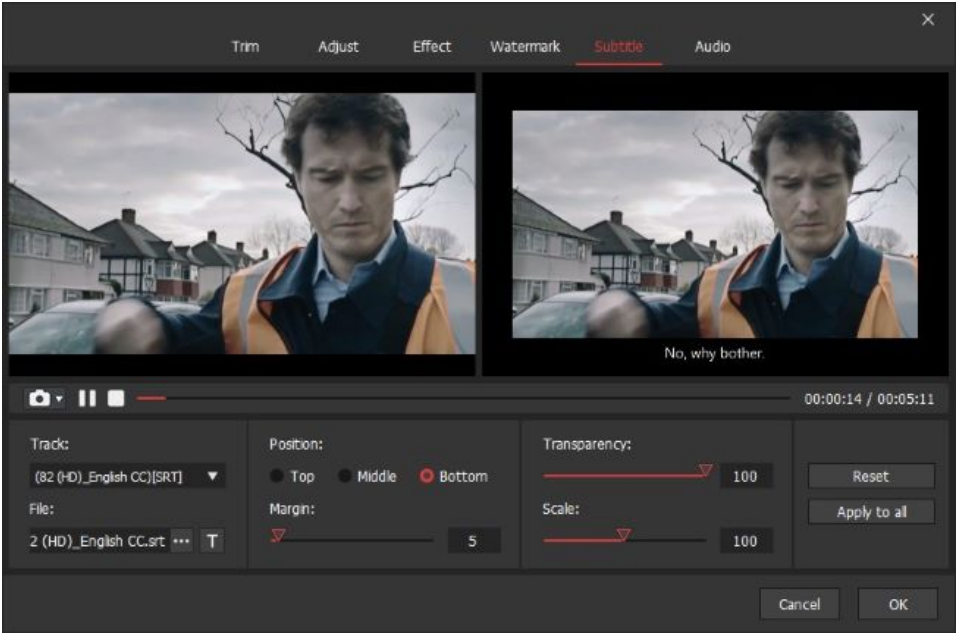 Trim Adjust Effect Watermark Subtitle Audio
No, why bother.
00:00:14 / 00:05:11
Track:
(82 (HD)_English CC)[SRT]
File:
2 (HD)_English CC.srt ••• T
Position:
Top Middle Bottom
Margin:
5
Transparency:
100
Scale:
100
Reset
Apply to all
Cancel OK